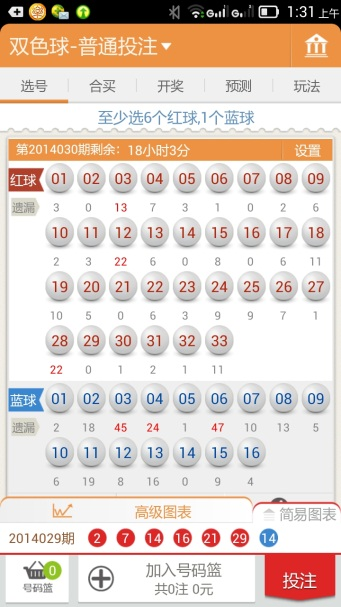 1:31 上午
双色球-普通投注
选号 合买 开奖 预测 玩法
至少选6个红球,1个蓝球
第2014030期剩余：18小时3分 设置
红球 01 02 03 04 05 06 07 08 09
遗漏 3 0 13 7 3 1 0 2 6
10 11 12 13 14 15 16 17 18
2 3 22 6 0 8 0 6 11
19 20 21 22 23 24 25 26 27
10 5 0 6 3 9 9 7 1
28 29 30 31 32 33
22 0 1 2 1 11
蓝球 01 02 03 04 05 06 07 08 09
遗漏 2 18 45 24 1 47 10 13 5
10 11 12 13 14 15 16
6 19 8 16 0 9 4
高级图表 简易图表
2014029期 2 7 14 16 21 29 14
0
号码篮
加入号码篮
共0注 0元
投注